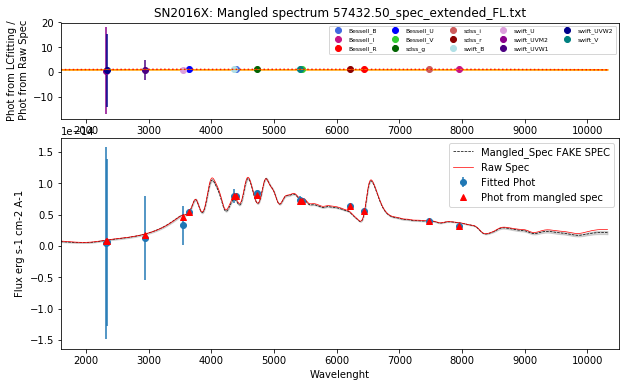 SN2016X: Mangled spectrum 57432.50_spec_extended_FL.txt
Phot from LCfitting /
Phot from Raw Spec
20
10
0
−10
Bessell_B
Bessell_I
Bessell_R
Bessell_U
Bessell_V
sdss_g
sdss_i
sdss_r
swift_B
swift_U
swift_UVM2
swift_UVW1
swift_UVW2
swift_V
2000 3000 4000 5000 6000 7000 8000 9000 10000
1e−14
Flux erg s-1 cm-2 A-1
1.5
1.0
0.5
0.0
−0.5
−1.0
−1.5
Mangled_Spec FAKE SPEC
Raw Spec
Fitted Phot
Phot from mangled spec
2000 3000 4000 5000 6000 7000 8000 9000 10000
Wavelenght